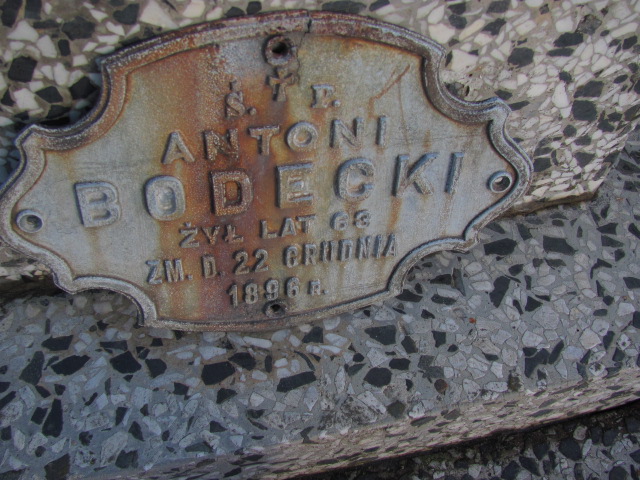 Ś. † P.
ANTONI
BODECKI
ŻYŁ LAT 63
ZM. D. 22 GRUDNIA
1896 R.